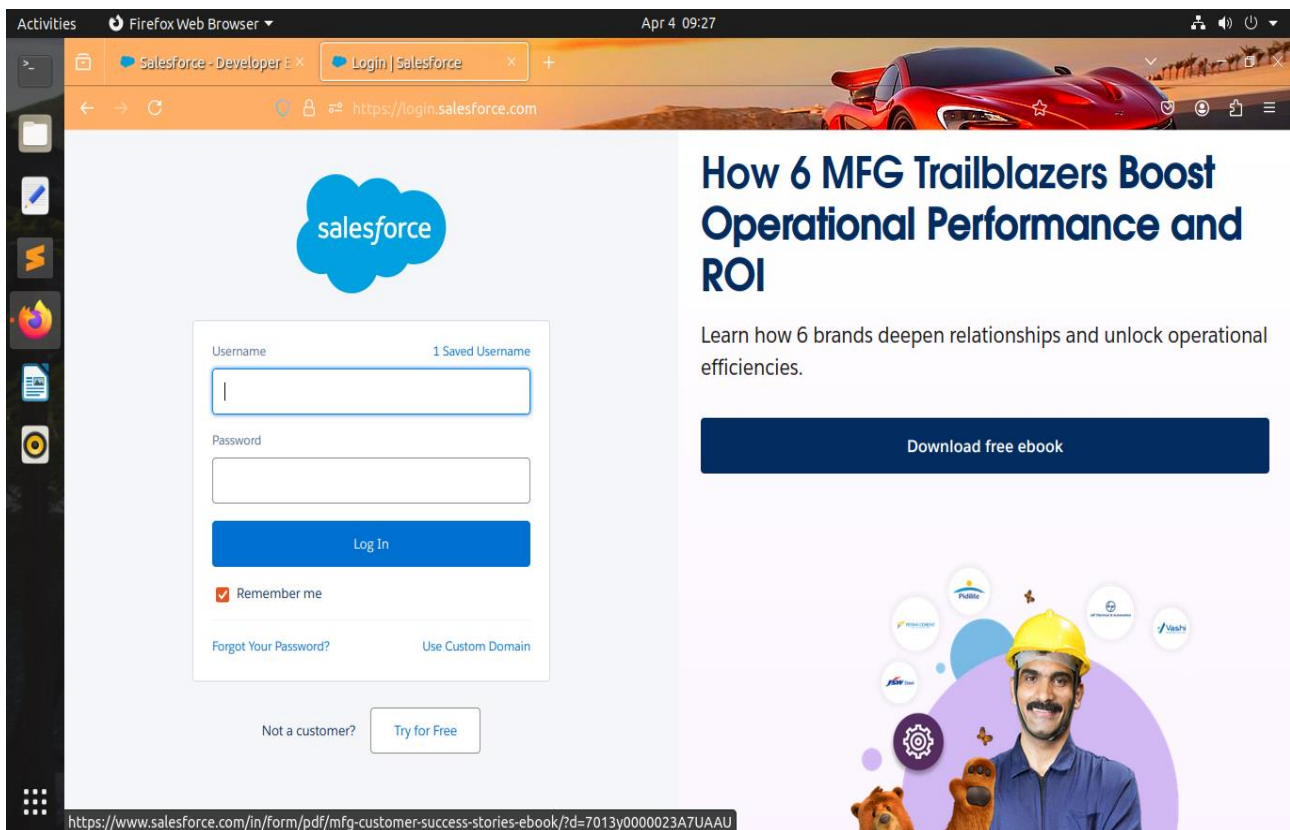 Activities
Firefox Web Browser
Apr 4 09:27
Salesforce - Developer E
Login | Salesforce
https://login.salesforce.com
salesforce
Username
1 Saved Username
Password
Log In
Remember me
Forgot Your Password?
Use Custom Domain
Not a customer?
Try for Free
How 6 MFG Trailblazers Boost
Operational Performance and
ROI
Learn how 6 brands deepen relationships and unlock operational
efficiencies.
Download free ebook
Pidilite
JSW Steel
Vashi
https://www.salesforce.com/in/form/pdf/mfg-customer-success-stories-ebook/?d=7013y0000023A7UAAU